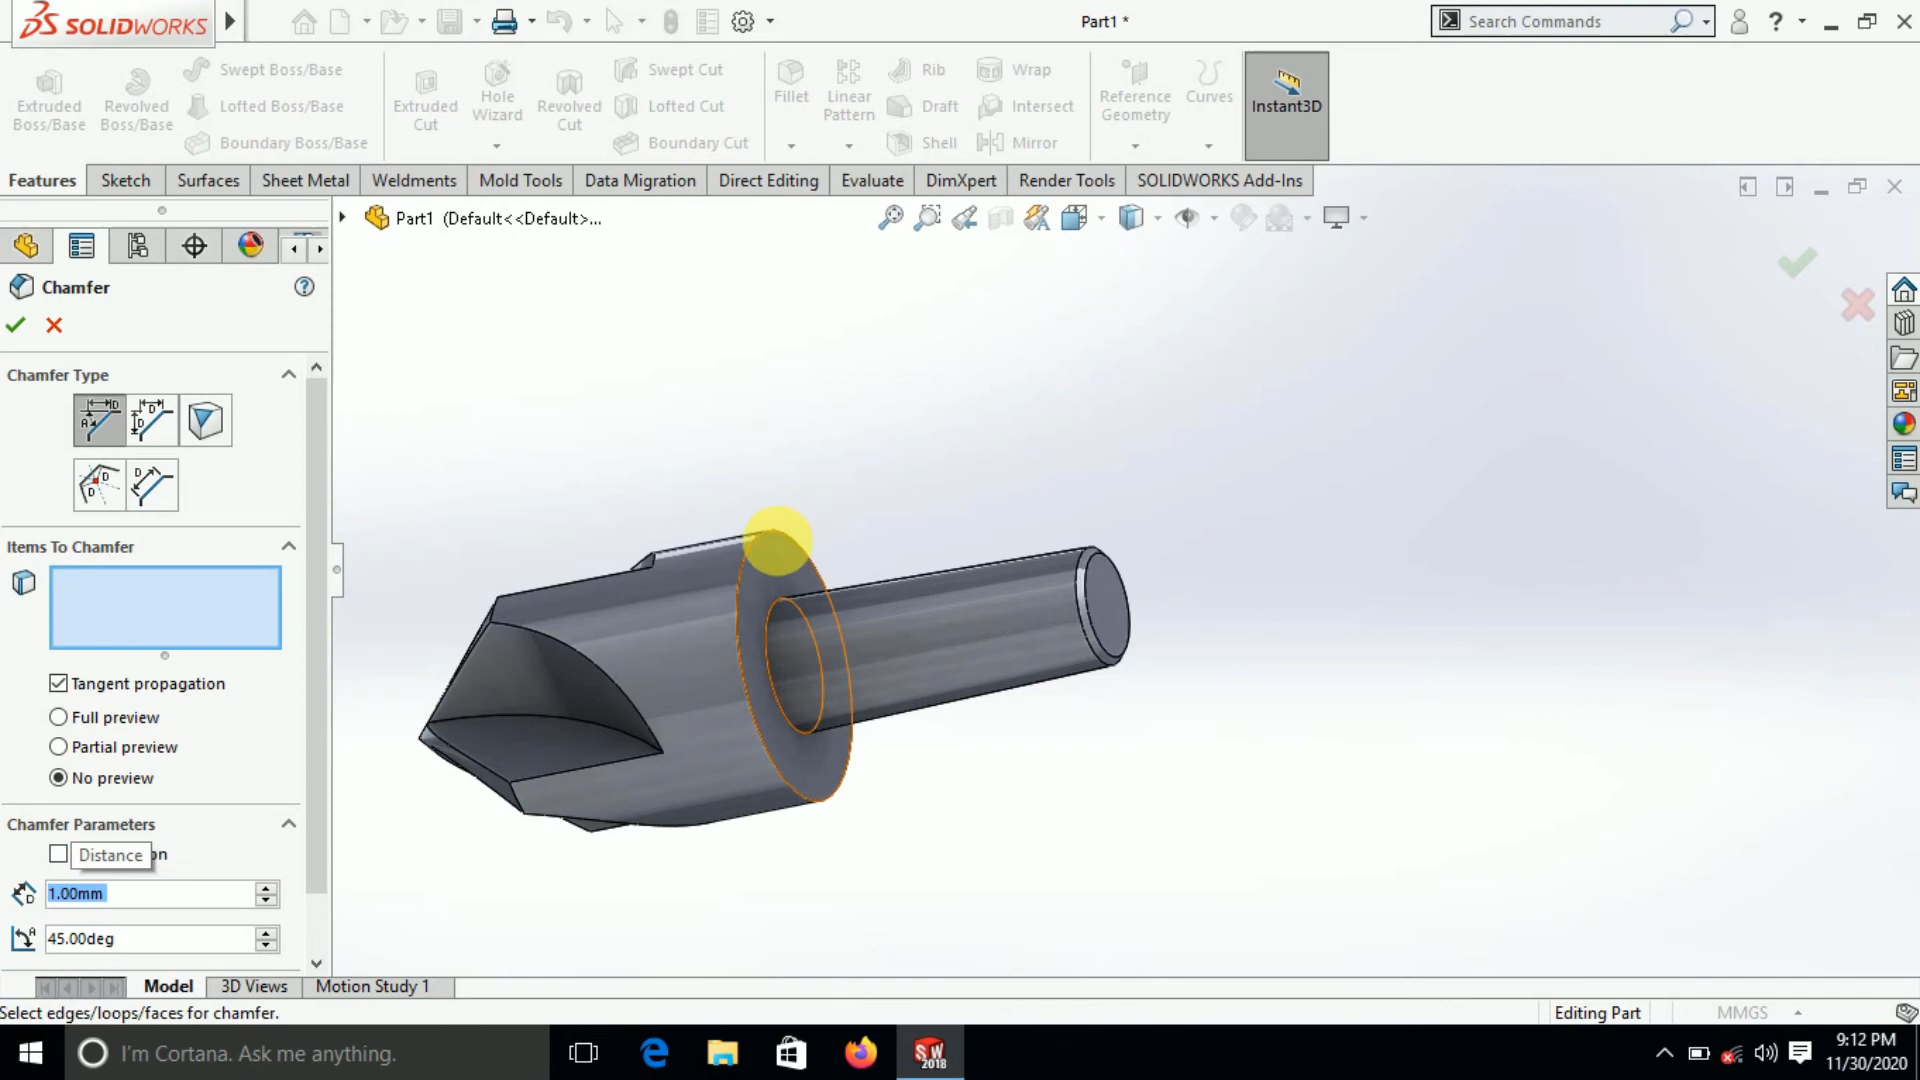 SOLIDWORKS
Part1 *
Search Commands
?
Extruded Boss/Base
Revolved Boss/Base
Swept Boss/Base
Lofted Boss/Base
Boundary Boss/Base
Extruded Cut
Hole Wizard
Revolved Cut
Swept Cut
Lofted Cut
Boundary Cut
Fillet
Linear Pattern
Rib
Draft
Shell
Wrap
Intersect
Mirror
Reference Geometry
Curves
Instant3D
Features
Sketch
Surfaces
Sheet Metal
Weldments
Mold Tools
Data Migration
Direct Editing
Evaluate
DimXpert
Render Tools
SOLIDWORKS Add-Ins
Part1 (Default<<Default>...
Chamfer
?
Chamfer Type
Items To Chamfer
Tangent propagation
Full preview
Partial preview
No preview
Chamfer Parameters
Distance
on
1.00mm
45.00deg
Model
3D Views
Motion Study 1
Select edges/loops/faces for chamfer.
Editing Part
MMGS
I'm Cortana. Ask me anything.
SW
2018
9:12 PM
11/30/2020